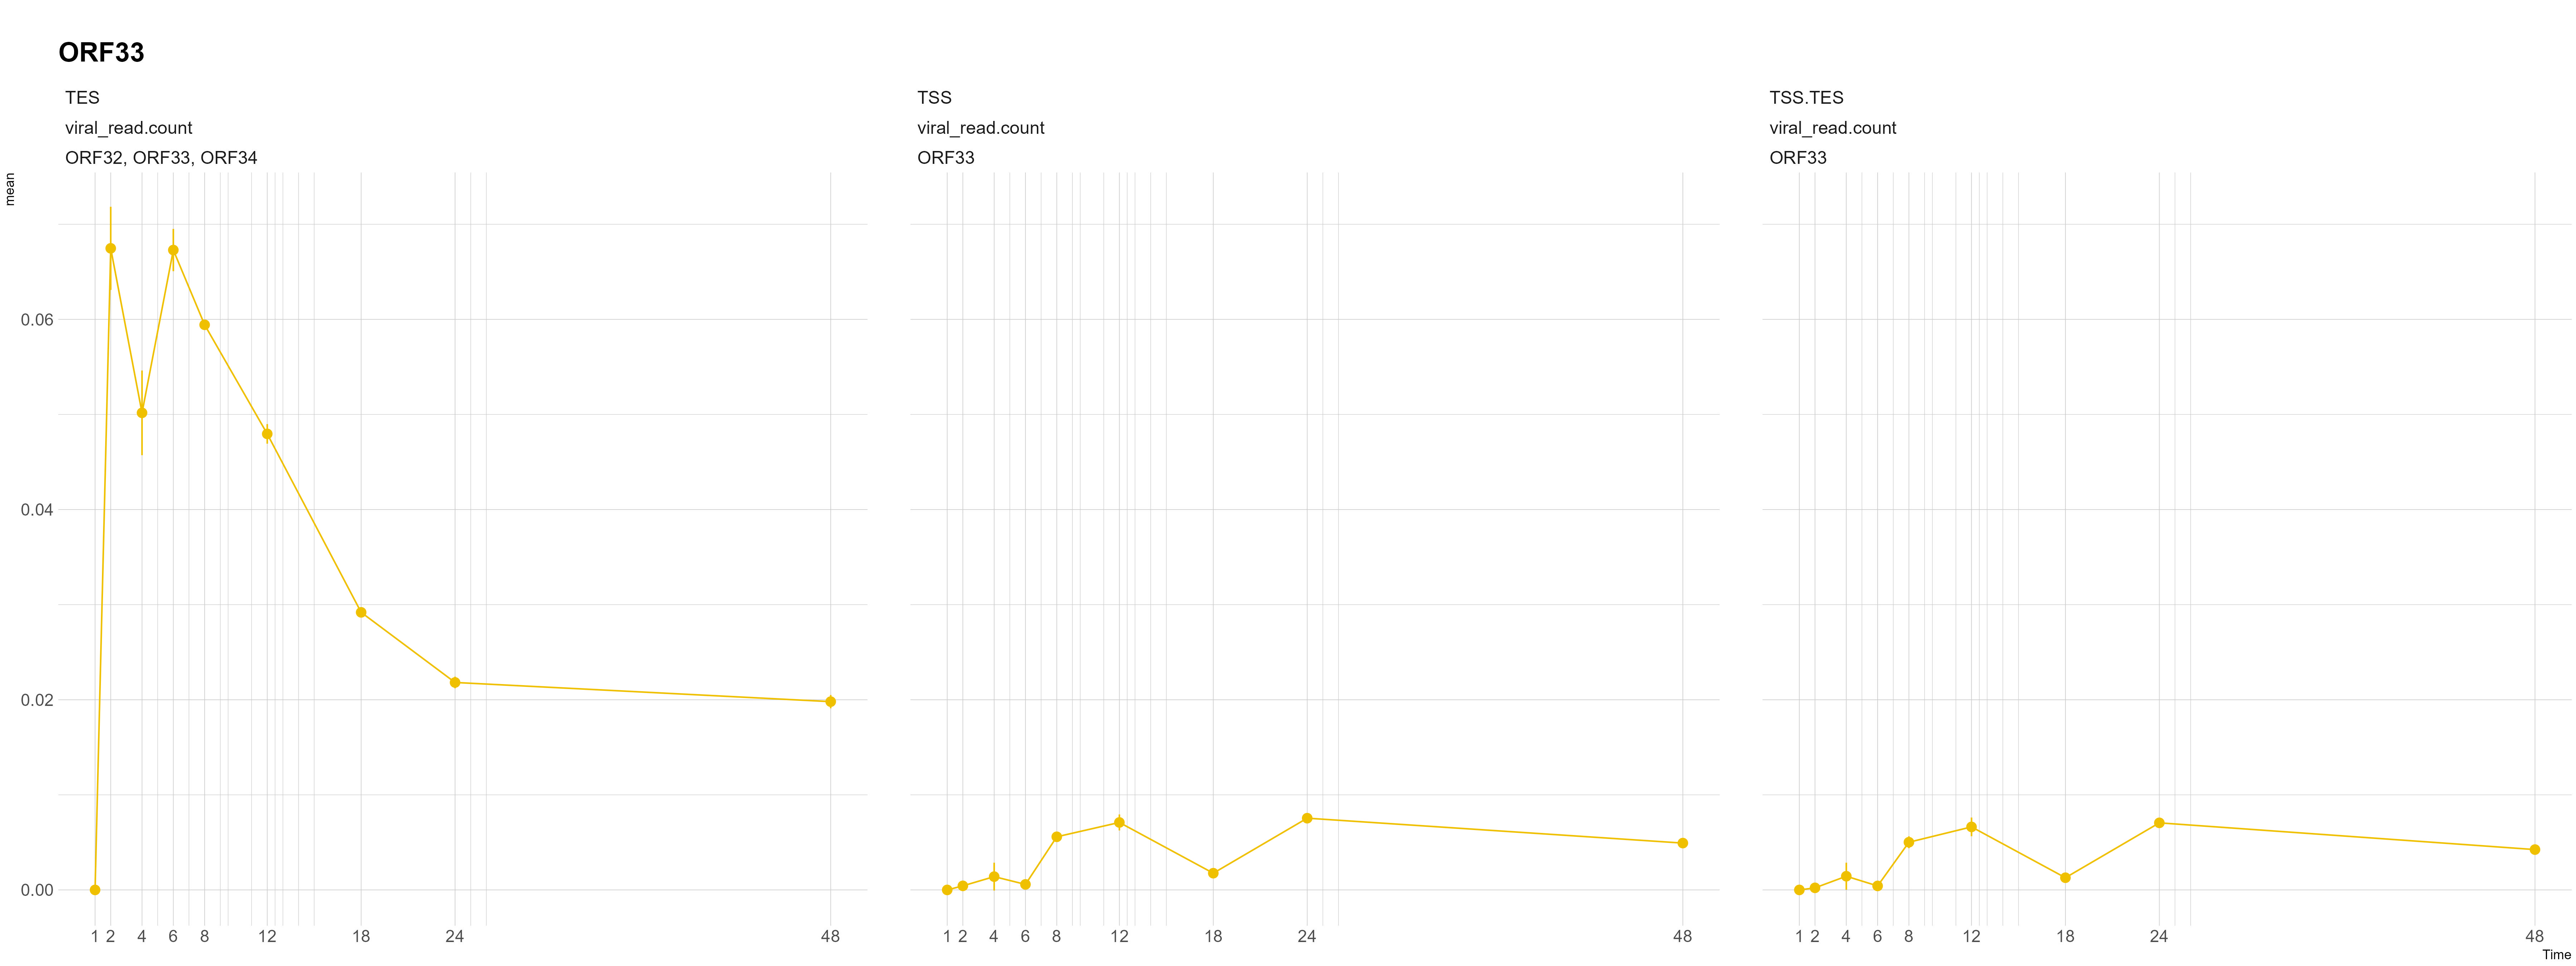 ORF33
TES
viral_read.count
ORF32, ORF33, ORF34
TSS
viral_read.count
ORF33
TSS.TES
viral_read.count
ORF33
mean
0.06
0.04
0.02
0.00
1 2 4 6 8 12 18 24 48
1 2 4 6 8 12 18 24 48
1 2 4 6 8 12 18 24 48
Time